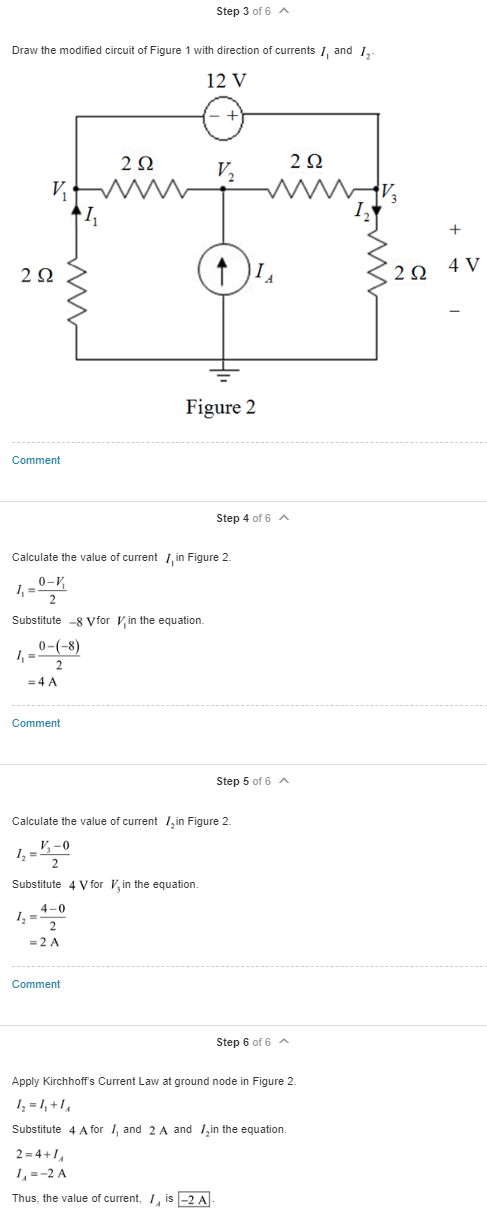 Step 3 of 6
Draw the modified circuit of Figure 1 with direction of currents I₁ and I₂.
12 V
− +
2 Ω V₂ 2 Ω
V₁ V₃
I₁ I₂
+
2 Ω I_A 2 Ω 4 V
−
Figure 2
Comment
Step 4 of 6
Calculate the value of current I₁ in Figure 2.
I₁ = (0−V₁)/2
Substitute −8 V for V₁ in the equation.
I₁ = (0−(−8))/2
= 4 A
Comment
Step 5 of 6
Calculate the value of current I₂ in Figure 2.
I₂ = (V₃−0)/2
Substitute 4 V for V₃ in the equation.
I₂ = (4−0)/2
= 2 A
Comment
Step 6 of 6
Apply Kirchhoff's Current Law at ground node in Figure 2.
I₂ = I₁ + I_A
Substitute 4 A for I₁ and 2 A and I₂ in the equation.
2 = 4 + I_A
I_A = −2 A
Thus, the value of current, I_A is −2 A.